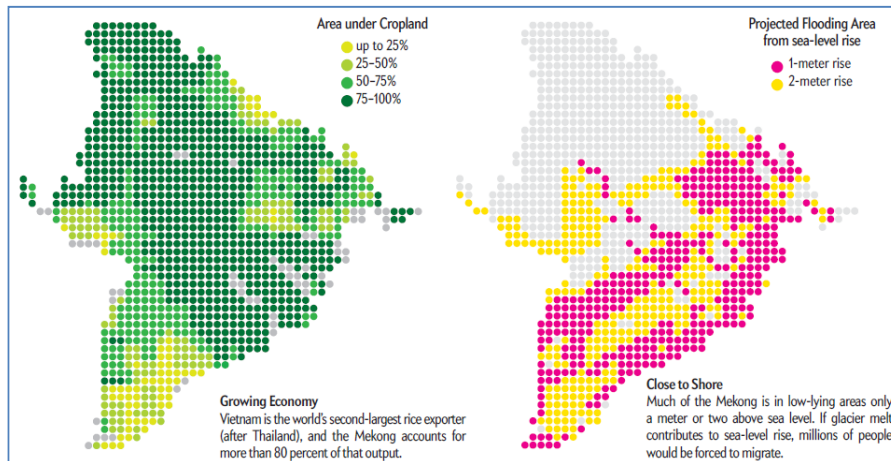 Area under Cropland
up to 25%
25–50%
50–75%
75–100%
Growing Economy
Vietnam is the world's second-largest rice exporter
(after Thailand), and the Mekong accounts for
more than 80 percent of that output.
Projected Flooding Area
from sea-level rise
1-meter rise
2-meter rise
Close to Shore
Much of the Mekong is in low-lying areas only
a meter or two above sea level. If glacier melt
contributes to sea-level rise, millions of people
would be forced to migrate.